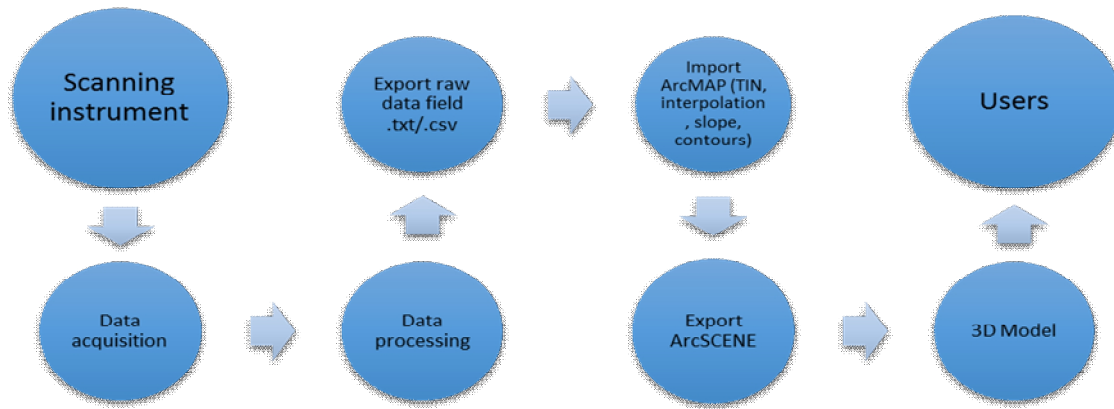 Scanning
instrument
Data
acquisition
Data
processing
Export raw
data field
.txt/.csv
Import
ArcMAP (TIN,
interpolation
, slope,
contours)
Export
ArcSCENE
3D Model
Users